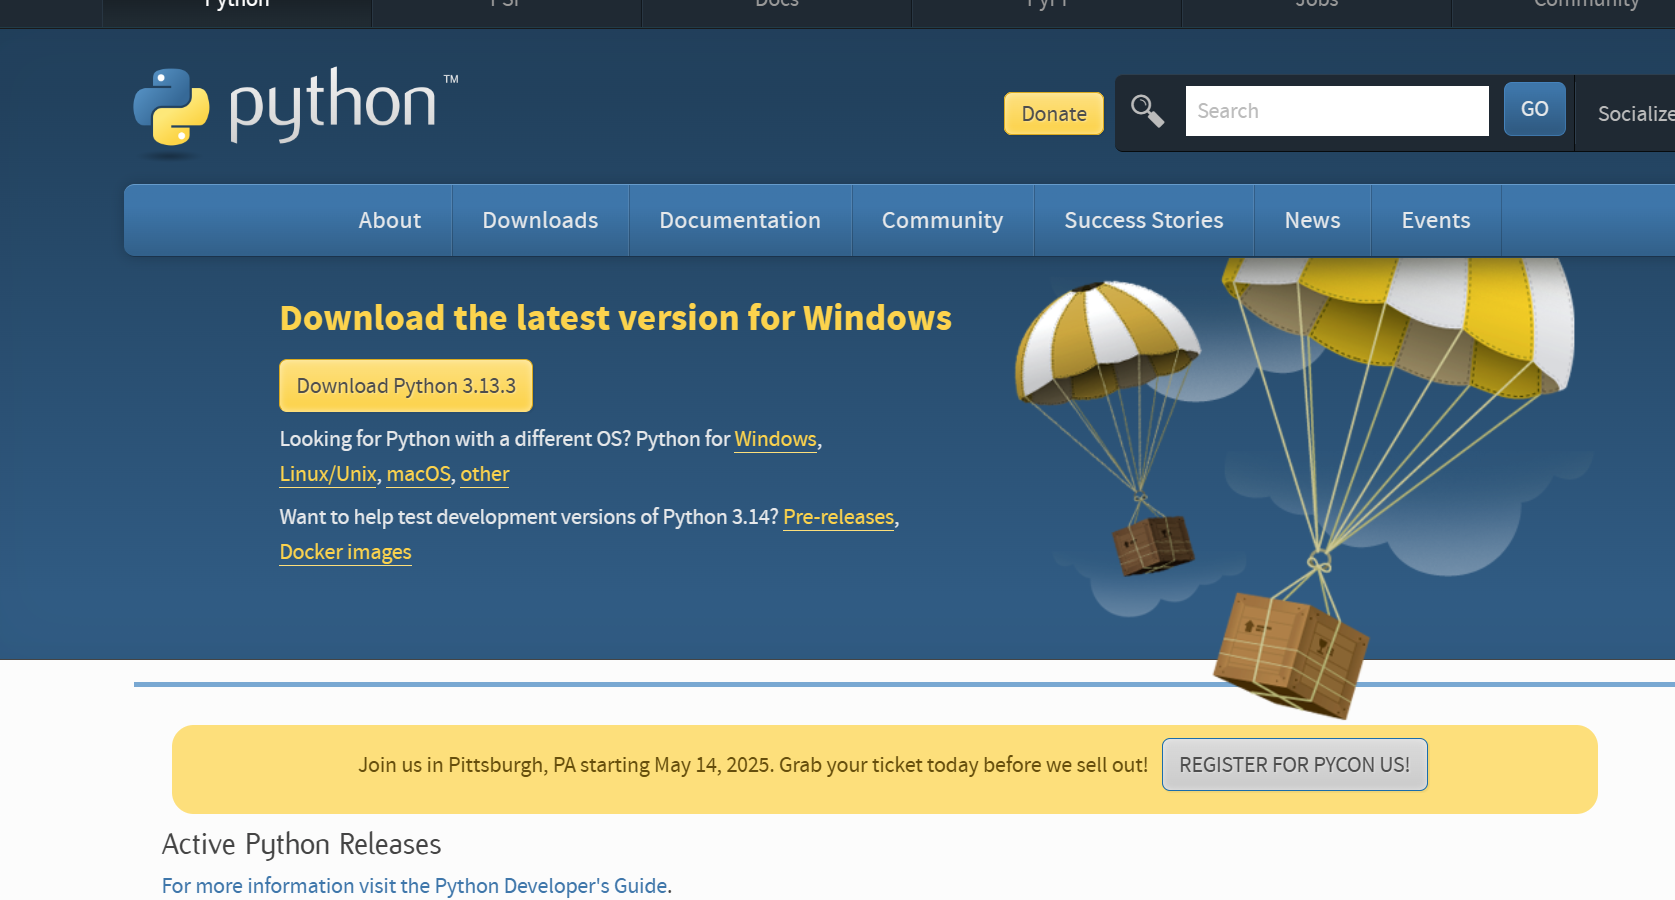 Python PSF Docs PyPI Jobs Community
python™
Donate
Search
GO
Socialize
About Downloads Documentation Community Success Stories News Events
Download the latest version for Windows
Download Python 3.13.3
Looking for Python with a different OS? Python for Windows,
Linux/Unix, macOS, other
Want to help test development versions of Python 3.14? Pre-releases,
Docker images
Join us in Pittsburgh, PA starting May 14, 2025. Grab your ticket today before we sell out!
REGISTER FOR PYCON US!
Active Python Releases
For more information visit the Python Developer's Guide.